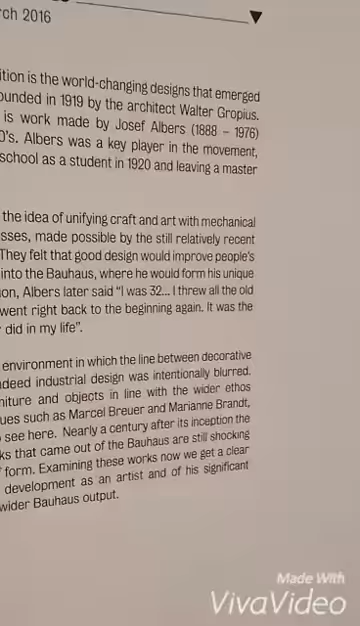 rch 2016
ition is the world-changing designs that emerged
ounded in 1919 by the architect Walter Gropius.
is work made by Josef Albers (1888 – 1976)
0's. Albers was a key player in the movement,
school as a student in 1920 and leaving a master
the idea of unifying craft and art with mechanical
sses, made possible by the still relatively recent
They felt that good design would improve people's
into the Bauhaus, where he would form his unique
on, Albers later said “I was 32... I threw all the old
went right back to the beginning again. It was the
did in my life”.
environment in which the line between decorative
ndeed industrial design was intentionally blurred.
niture and objects in line with the wider ethos
ues such as Marcel Breuer and Marianne Brandt,
see here. Nearly a century after its inception the
ks that came out of the Bauhaus are still shocking
form. Examining these works now we get a clear
development as an artist and of his significant
wider Bauhaus output.
Made With
VivaVideo